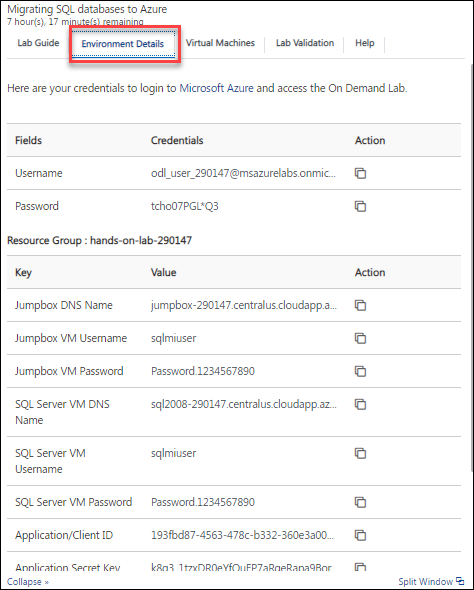 Migrating SQL databases to Azure
7 hour(s), 17 minute(s) remaining
Lab Guide Environment Details Virtual Machines Lab Validation Help
Here are your credentials to login to Microsoft Azure and access the On Demand Lab.
Fields Credentials Action
Username odl_user_290147@msazurelabs.onmic...
Password tcho07PGL*Q3
Resource Group : hands-on-lab-290147
Key Value Action
Jumpbox DNS Name jumpbox-290147.centralus.cloudapp.a...
Jumpbox VM Username sqlmiuser
Jumpbox VM Password Password.1234567890
SQL Server VM DNS sql2008-290147.centralus.cloudapp.az...
Name
SQL Server VM sqlmiuser
Username
SQL Server VM Password Password.1234567890
Application/Client ID 193fbd87-4563-478c-b332-360e3a00...
Application Secret Key
Collapse » Split Window